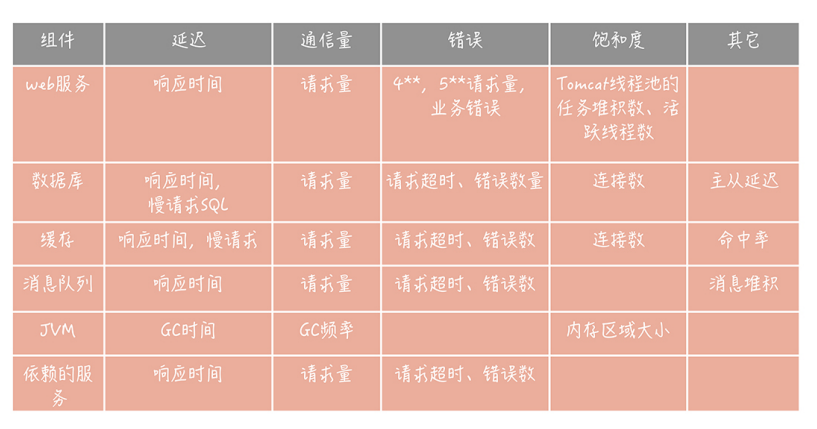 组件 延迟 通信量 错误 饱和度 其它
web服务 响应时间 请求量 4**，5**请求量， Tomcat线程池的
业务错误 任务堆积数、活
跃线程数
数据库 响应时间， 请求量 请求超时、错误数量 连接数 主从延迟
慢请求SQL
缓存 响应时间，慢请求 请求量 请求超时、错误数 连接数 命中率
消息队列 响应时间 请求量 请求超时、错误数 消息堆积
JVM GC时间 GC频率 内存区域大小
依赖的服 响应时间 请求量 请求超时、错误数
务